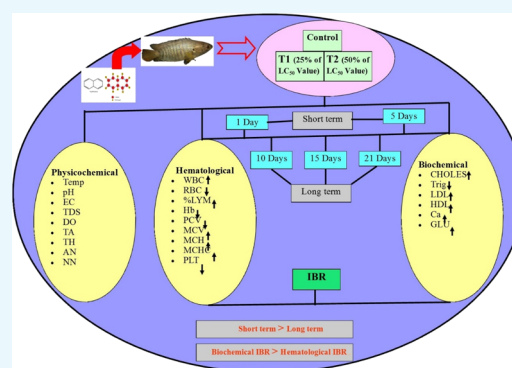 Control
T1 (25% of LC50 Value)
T2 (50% of LC50 Value)
1 Day
Short term
5 Days
10 Days
15 Days
21 Days
Long term
Physicochemical
• Temp
• pH
• EC
• TDS
• DO
• TA
• TH
• AN
• NN
Hematological
• WBC↑
• RBC↓
• %LYM↑
• Hb↓
• PCV↓
• MCV↑
• MCH↑
• MCHC↑
• PLT↓
Biochemical
• CHOLES↑
• Trig↓
• LDL↑
• HDL↑
• Ca↑
• GLU↑
IBR
Short term > Long term
Biochemical IBR > Hematological IBR